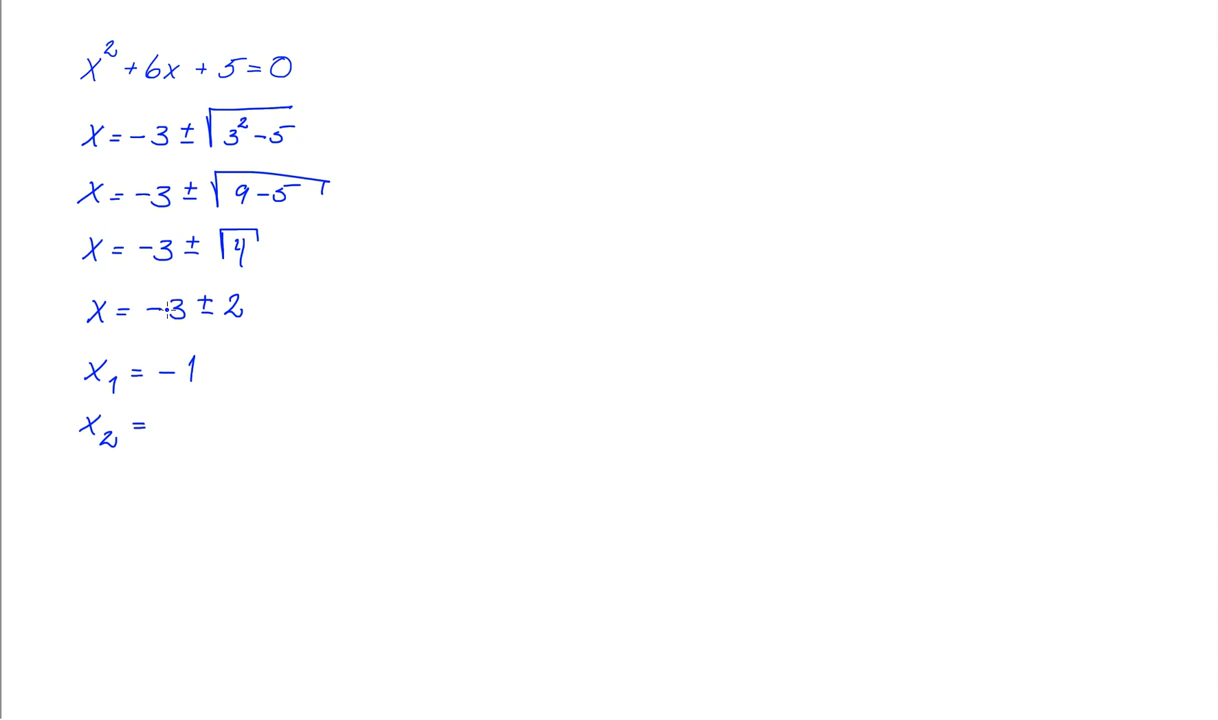 x² + 6x + 5 = 0
x = -3 ± √(3² - 5)
x = -3 ± √(9 - 5)
x = -3 ± √4
x = -3 ± 2
x₁ = -1
x₂ =